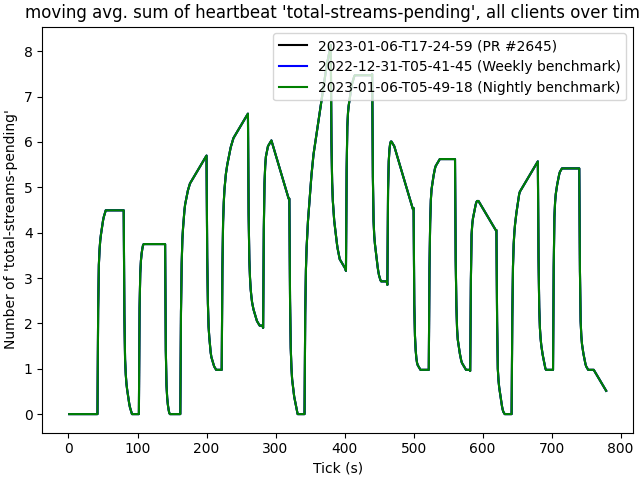 moving avg. sum of heartbeat 'total-streams-pending', all clients over tim
2023-01-06-T17-24-59 (PR #2645)
2022-12-31-T05-41-45 (Weekly benchmark)
2023-01-06-T05-49-18 (Nightly benchmark)
Number of 'total-streams-pending'
8
7
6
5
4
3
2
1
0
0 100 200 300 400 500 600 700 800
Tick (s)